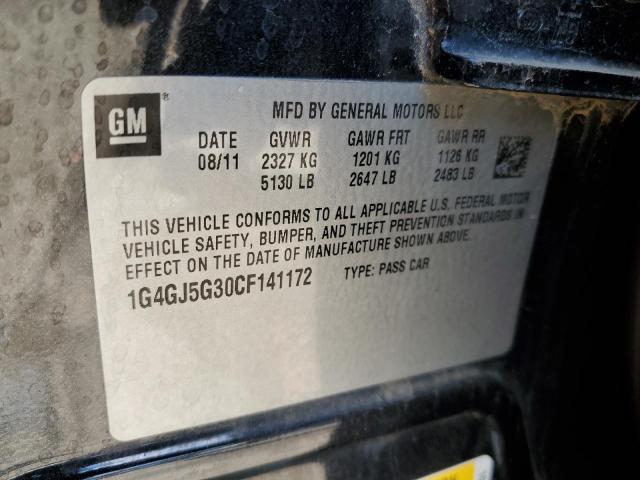 GM ®
MFD BY GENERAL MOTORS LLC
DATE GVWR GAWR FRT GAWR RR
08/11 2327 KG 1201 KG 1126 KG
5130 LB 2647 LB 2483 LB
THIS VEHICLE CONFORMS TO ALL APPLICABLE U.S. FEDERAL MOTOR
VEHICLE SAFETY, BUMPER, AND THEFT PREVENTION STANDARDS IN
EFFECT ON THE DATE OF MANUFACTURE SHOWN ABOVE.
1G4GJ5G30CF141172 TYPE: PASS CAR